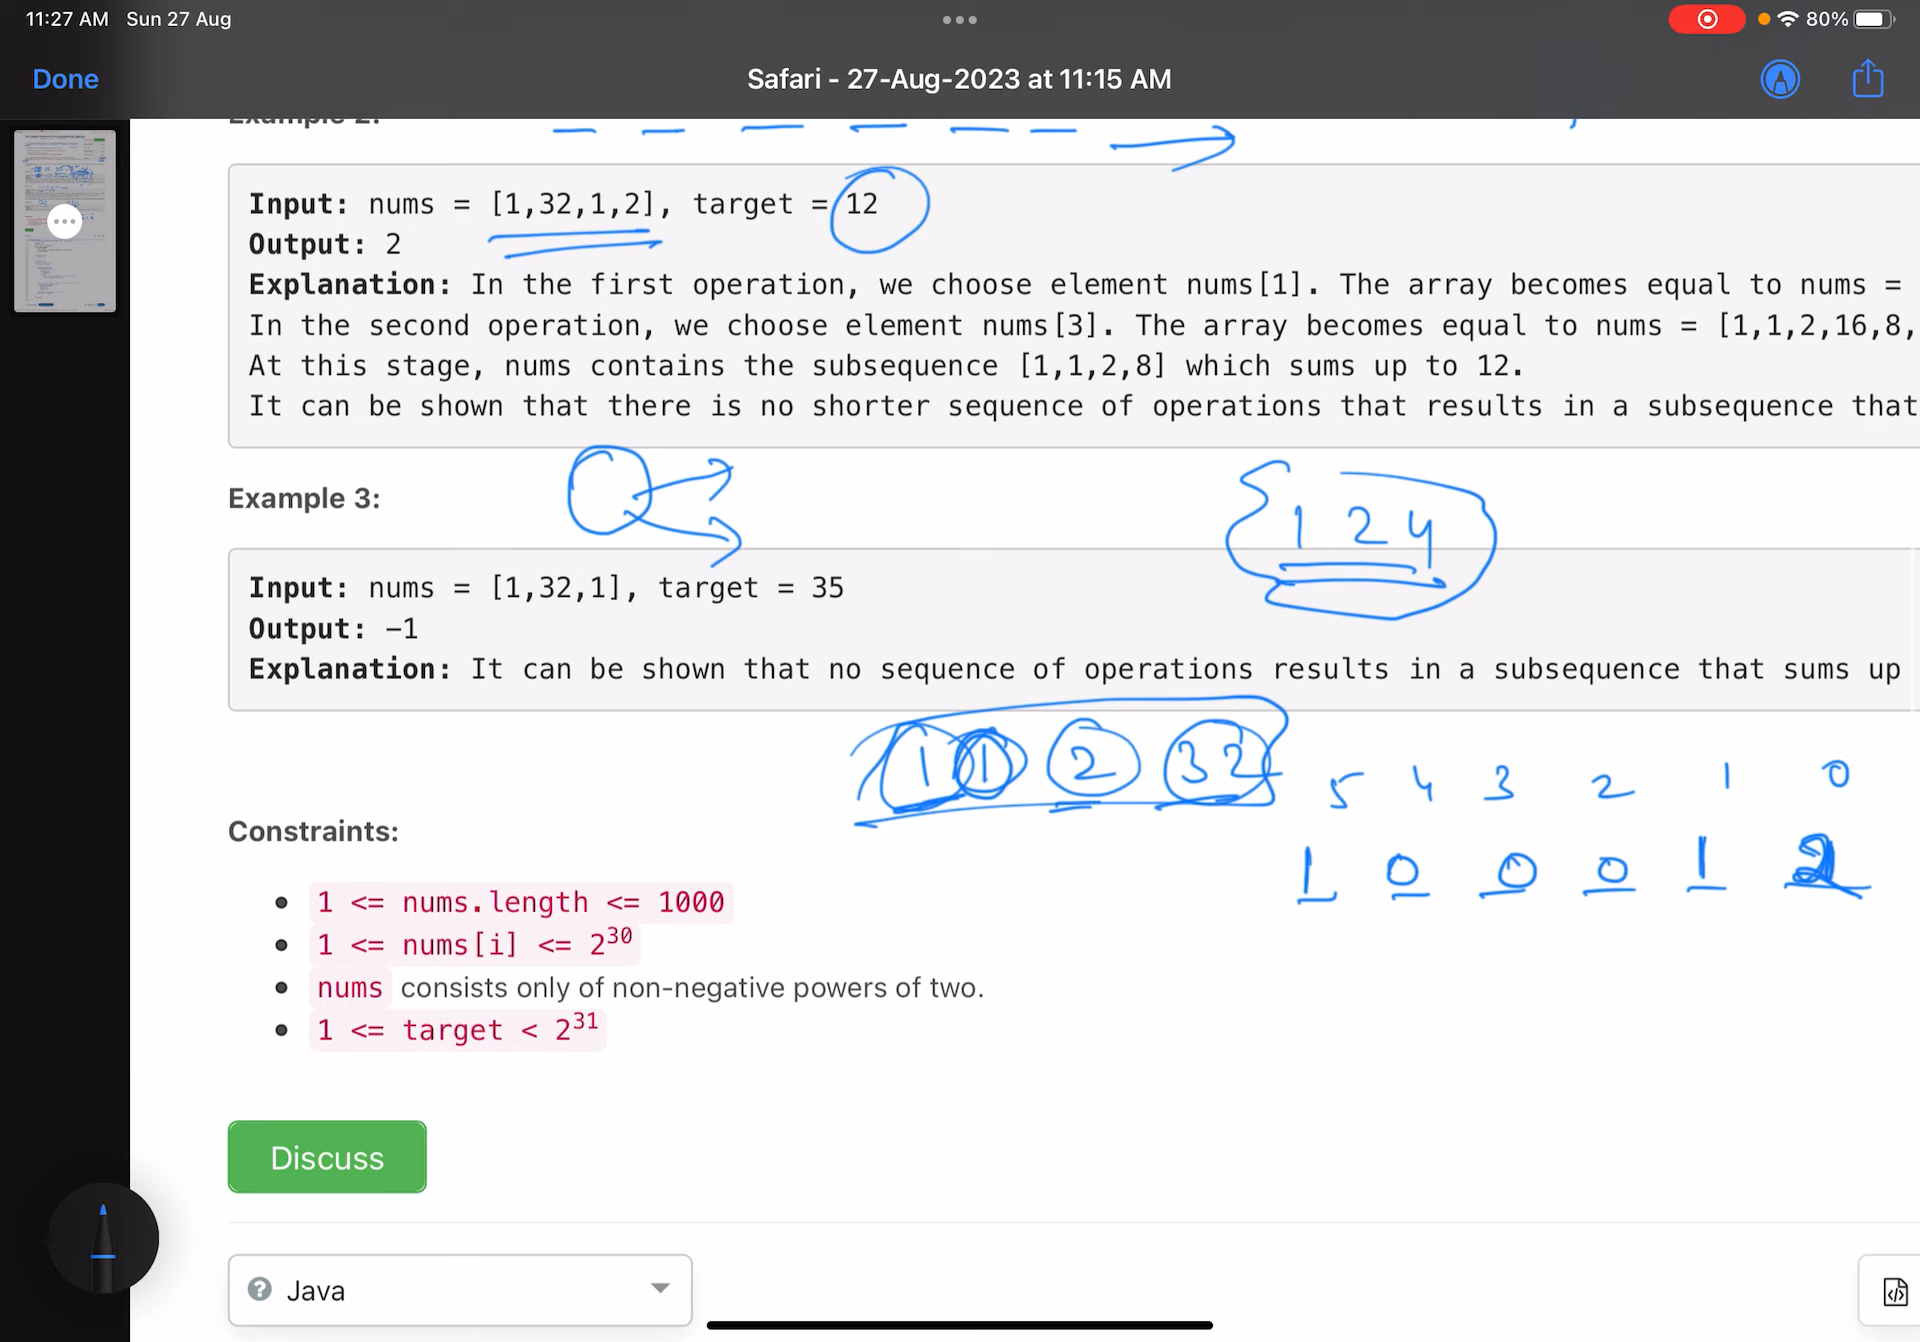 11:27 AM Sun 27 Aug
80%
Done
Safari - 27-Aug-2023 at 11:15 AM
Example 2:
Input: nums = [1,32,1,2], target = 12
Output: 2
Explanation: In the first operation, we choose element nums[1]. The array becomes equal to nums =
In the second operation, we choose element nums[3]. The array becomes equal to nums = [1,1,2,16,8,
At this stage, nums contains the subsequence [1,1,2,8] which sums up to 12.
It can be shown that there is no shorter sequence of operations that results in a subsequence that
Example 3:
1 2 4
Input: nums = [1,32,1], target = 35
Output: -1
Explanation: It can be shown that no sequence of operations results in a subsequence that sums up
1 1 2 32
5 4 3 2 1 0
1 0 0 0 1 2
Constraints:
1 <= nums.length <= 1000
1 <= nums[i] <= 2^30
nums consists only of non-negative powers of two.
1 <= target < 2^31
Discuss
Java